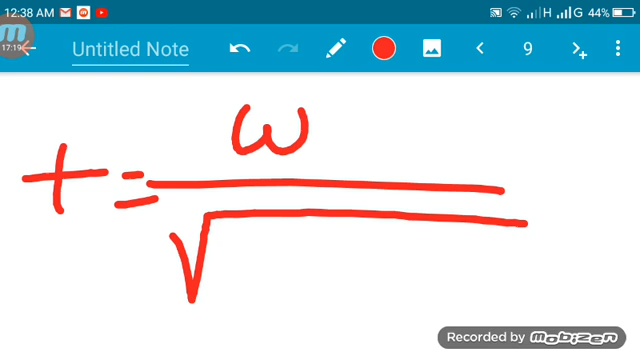 12:38 AM H G 44%
17:19
Untitled Note 9
t = ω / √
Recorded by mobizen